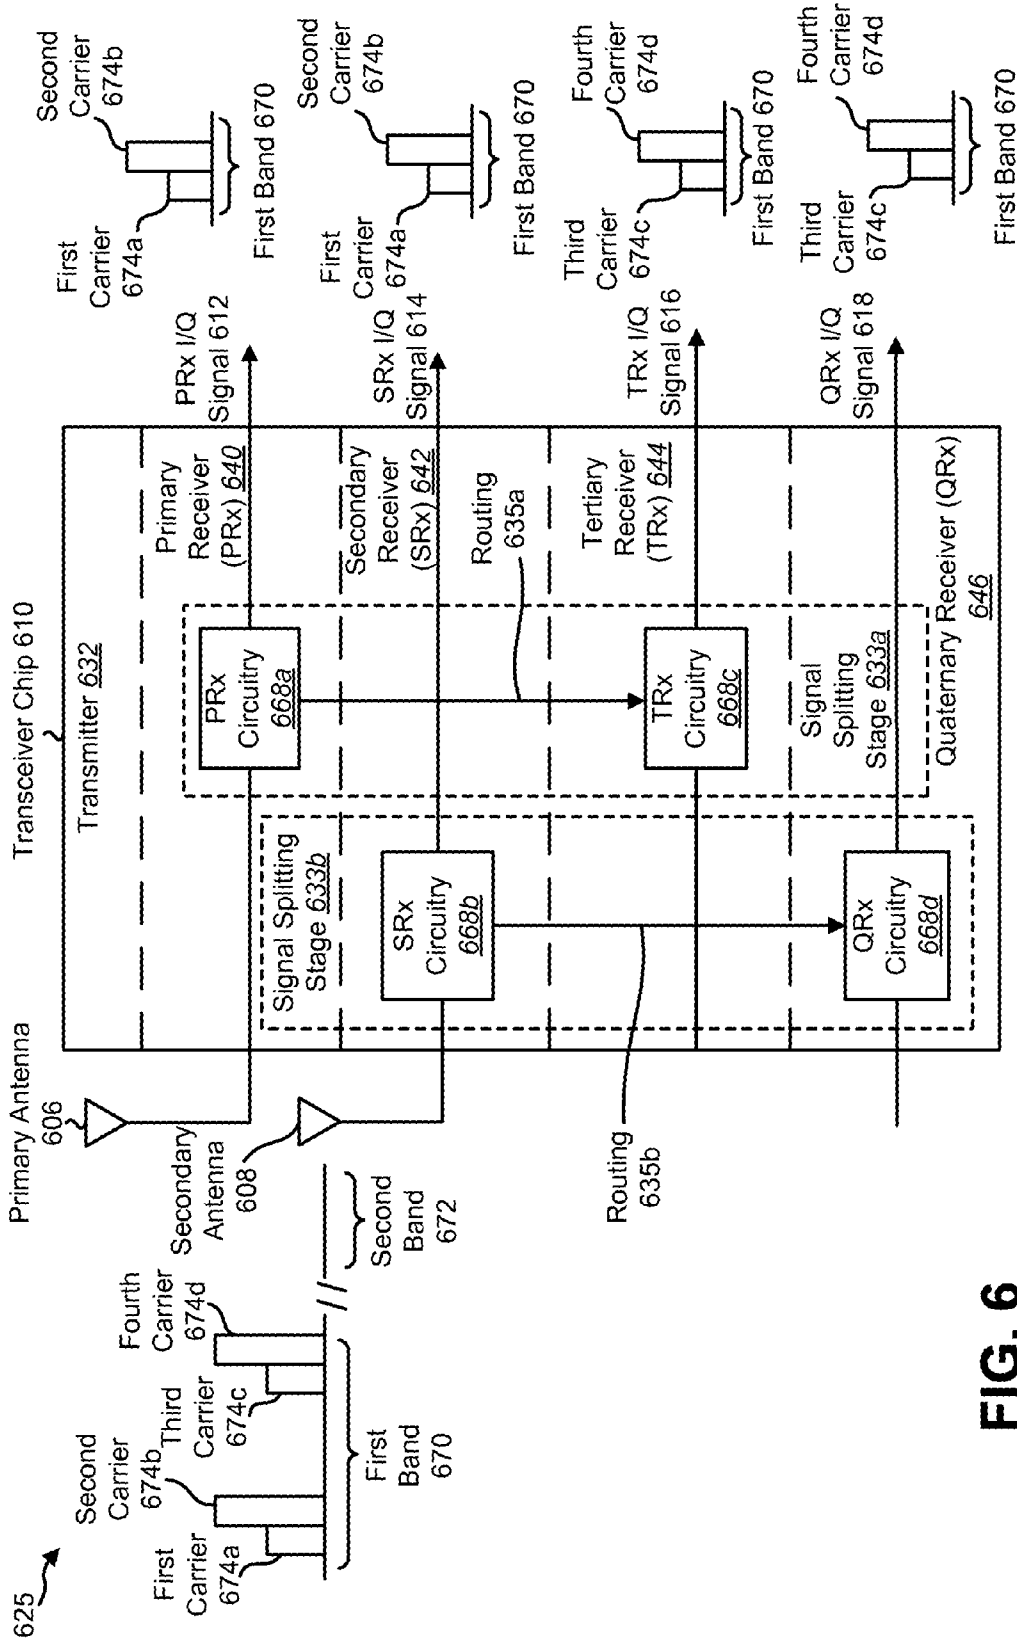 625
First
Carrier
674a
Second
Carrier
674b
Third
Carrier
674c
Fourth
Carrier
674d
First
Band
670
Second
Band
672
Primary Antenna
606
Secondary
Antenna
608
Transceiver Chip 610
Transmitter 632
Primary
Receiver
(PRx) 640
PRx
Circuitry
668a
Signal Splitting
Stage 633b
Secondary
Receiver
(SRx) 642
SRx
Circuitry
668b
Routing
635a
Tertiary
Receiver
(TRx) 644
TRx
Circuitry
668c
Routing
635b
Signal
Splitting
Stage 633a
QRx
Circuitry
668d
Quaternary Receiver (QRx)
646
PRx I/Q
Signal 612
SRx I/Q
Signal 614
TRx I/Q
Signal 616
QRx I/Q
Signal 618
First
Carrier
674a
Second
Carrier
674b
First Band 670
First
Carrier
674a
Second
Carrier
674b
First Band 670
Third
Carrier
674c
Fourth
Carrier
674d
First Band 670
Third
Carrier
674c
Fourth
Carrier
674d
First Band 670
FIG. 6